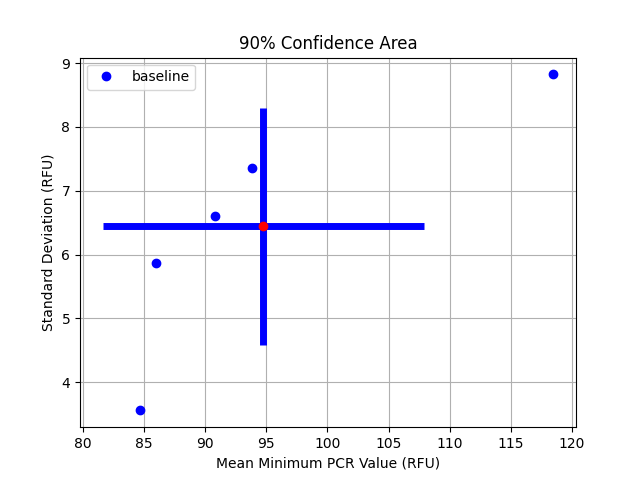 90% Confidence Area
baseline
Standard Deviation (RFU)
9
8
7
6
5
4
80 85 90 95 100 105 110 115 120
Mean Minimum PCR Value (RFU)